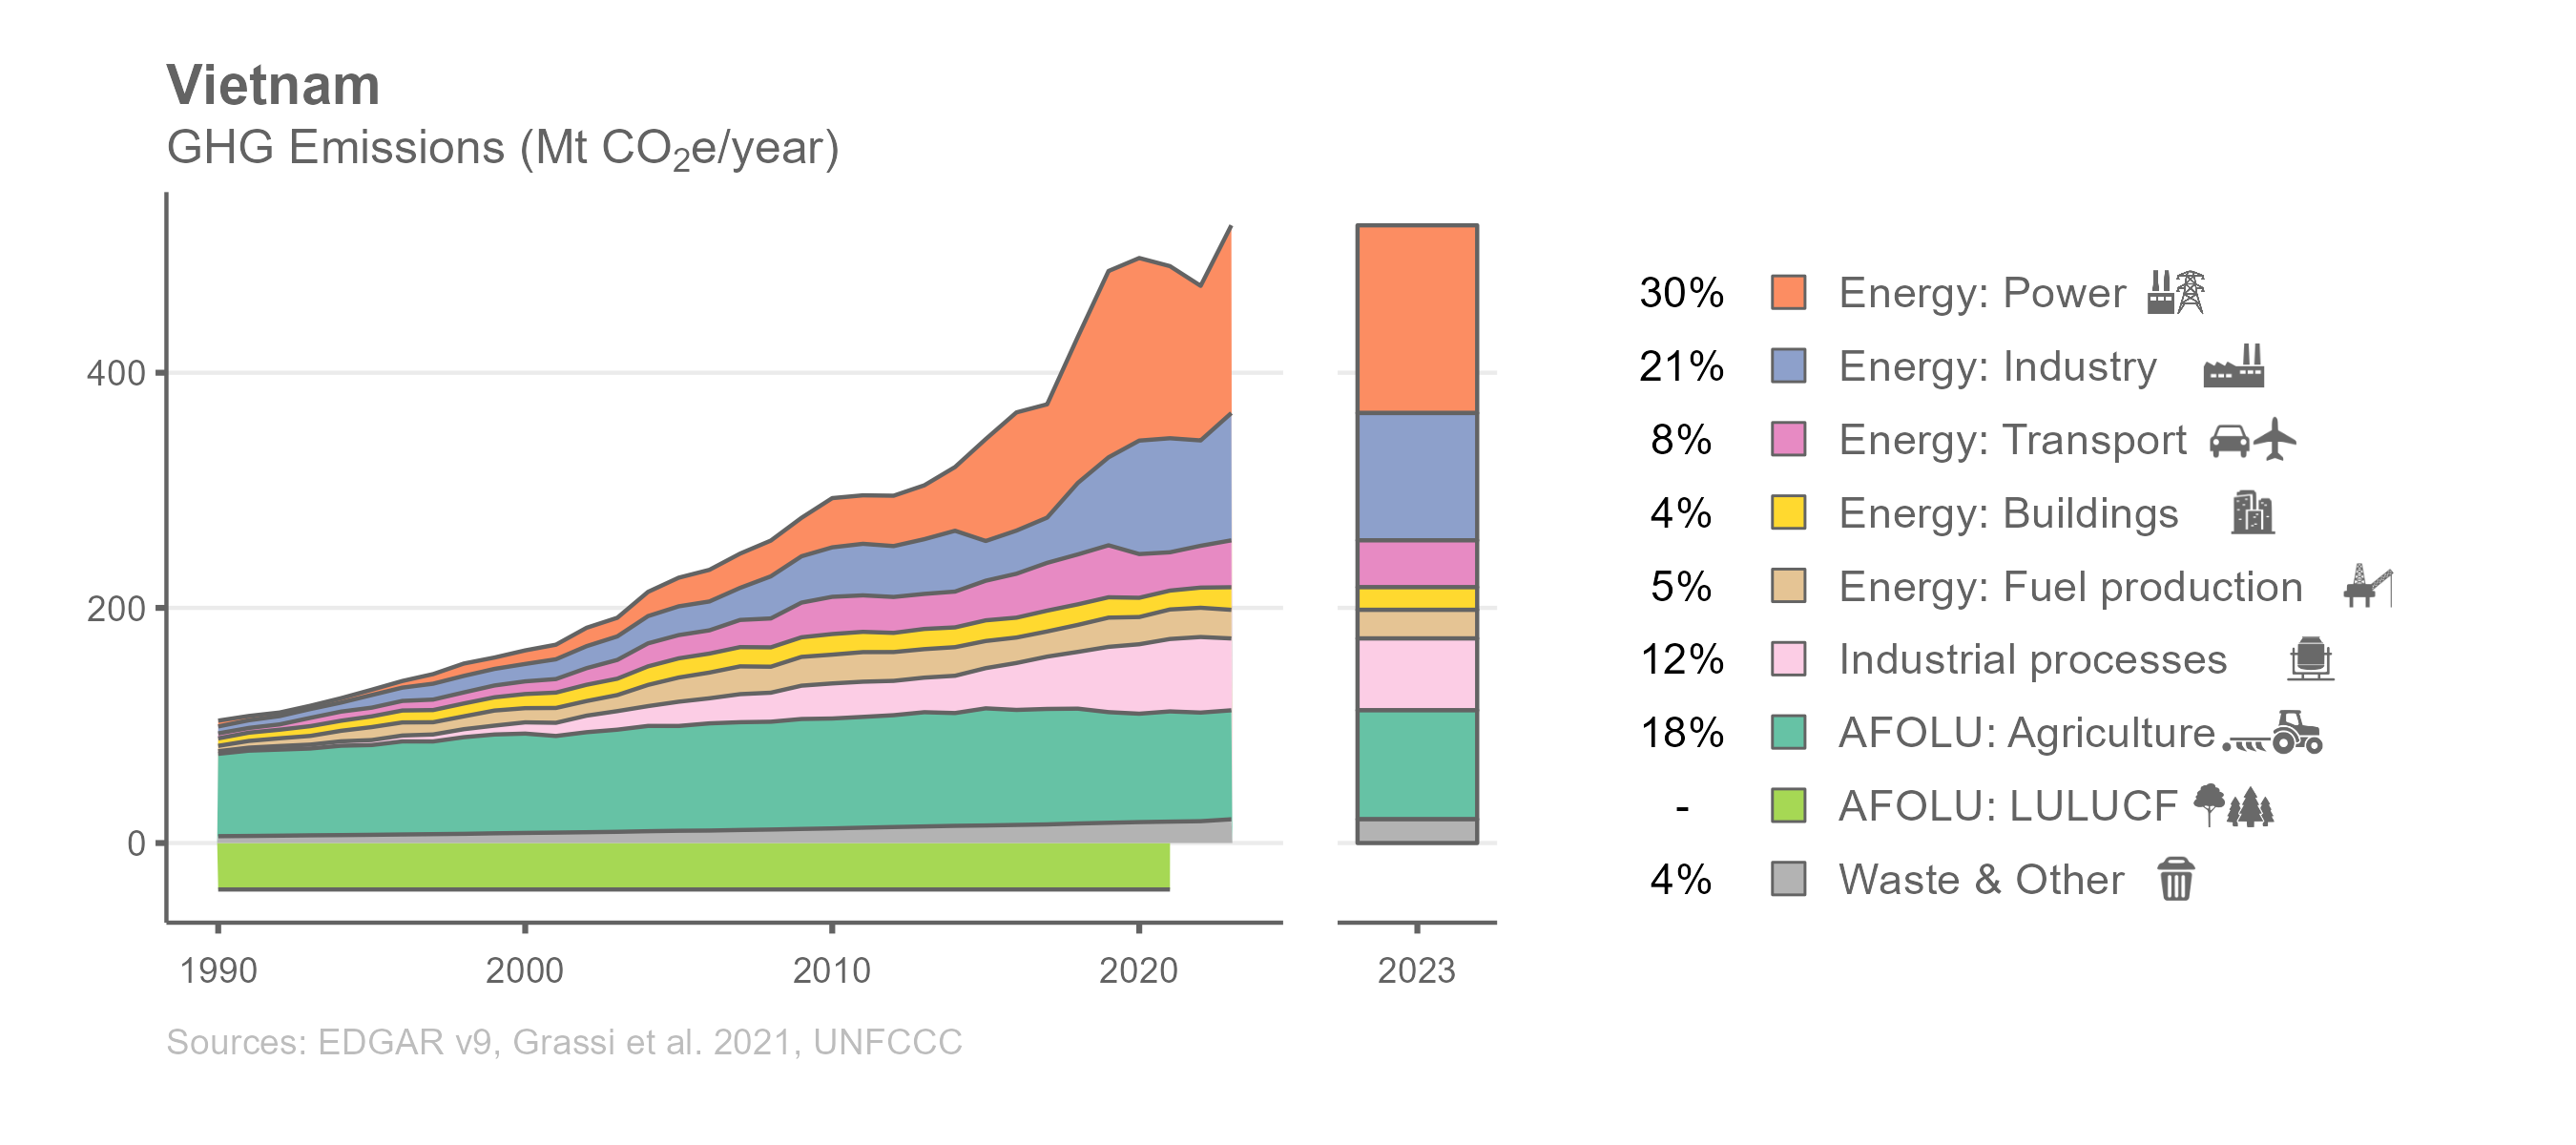 Vietnam
GHG Emissions (Mt CO₂e/year)
400
200
0
1990 2000 2010 2020 2023
30% Energy: Power
21% Energy: Industry
8% Energy: Transport
4% Energy: Buildings
5% Energy: Fuel production
12% Industrial processes
18% AFOLU: Agriculture
- AFOLU: LULUCF
4% Waste & Other
Sources: EDGAR v9, Grassi et al. 2021, UNFCCC